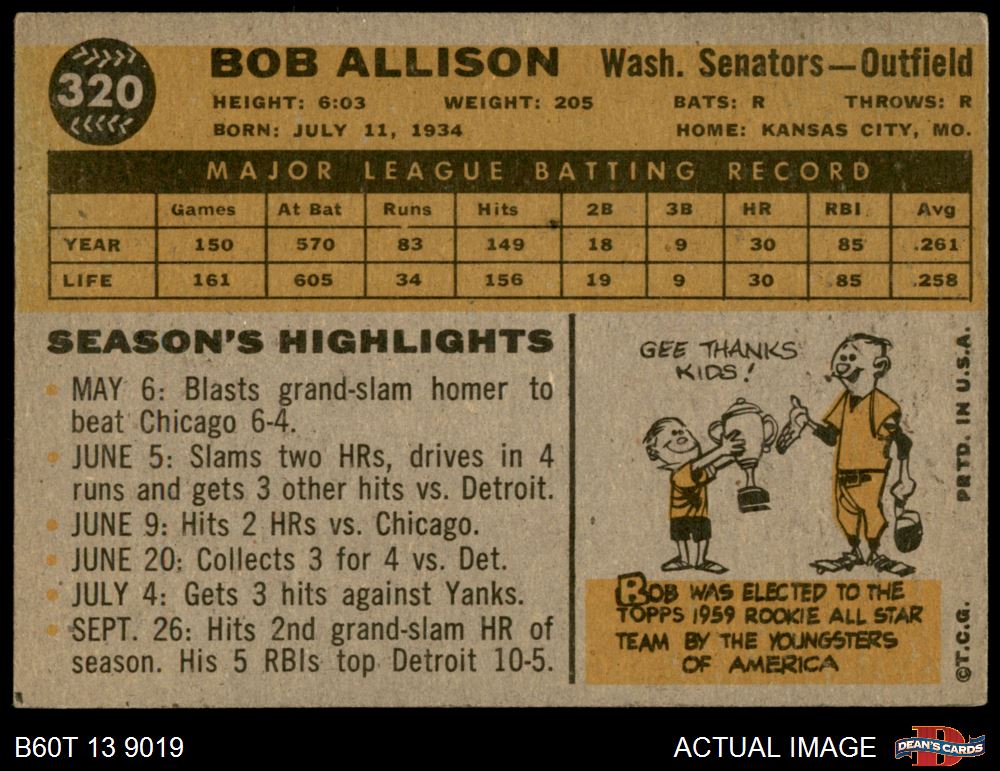 320
BOB ALLISON Wash. Senators—Outfield
HEIGHT: 6:03 WEIGHT: 205 BATS: R THROWS: R
BORN: JULY 11, 1934 HOME: KANSAS CITY, MO.
MAJOR LEAGUE BATTING RECORD
Games At Bat Runs Hits 2B 3B HR RBI Avg
YEAR 150 570 83 149 18 9 30 85 .261
LIFE 161 605 34 156 19 9 30 85 .258
SEASON'S HIGHLIGHTS
MAY 6: Blasts grand-slam homer to
beat Chicago 6-4.
JUNE 5: Slams two HRs, drives in 4
runs and gets 3 other hits vs. Detroit.
JUNE 9: Hits 2 HRs vs. Chicago.
JUNE 20: Collects 3 for 4 vs. Det.
JULY 4: Gets 3 hits against Yanks.
SEPT. 26: Hits 2nd grand-slam HR of
season. His 5 RBIs top Detroit 10-5.
GEE THANKS
KIDS!
BOB WAS ELECTED TO THE
TOPPS 1959 ROOKIE ALL STAR
TEAM BY THE YOUNGSTERS
OF AMERICA
©T.C.G. PRTD. IN U.S.A.
B60T 13 9019
ACTUAL IMAGE
D
DEAN'S CARDS